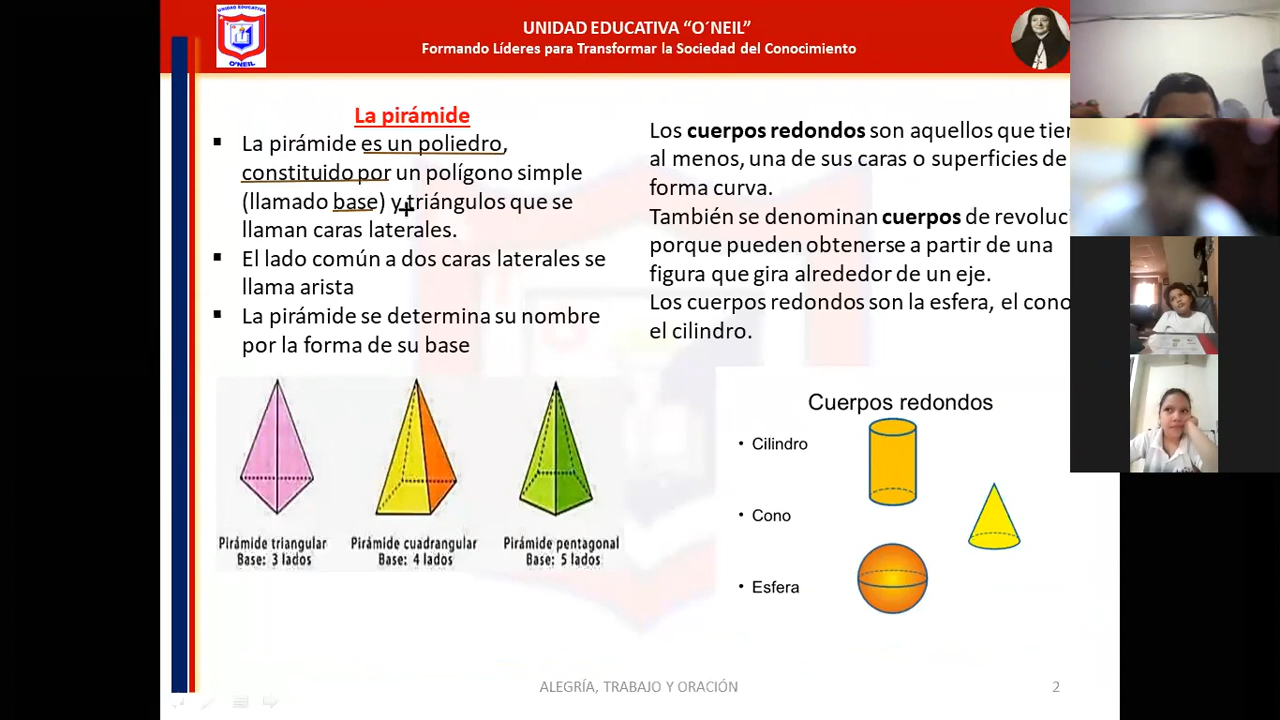 UNIDAD EDUCATIVA “O´NEIL”
Formando Líderes para Transformar la Sociedad del Conocimiento
UNIDAD EDUCATIVA
O'NEIL
La pirámide
▪ La pirámide es un poliedro,
constituido por un polígono simple
(llamado base) y triángulos que se
llaman caras laterales.
▪ El lado común a dos caras laterales se
llama arista
▪ La pirámide se determina su nombre
por la forma de su base
Pirámide triangular
Base: 3 lados
Pirámide cuadrangular
Base: 4 lados
Pirámide pentagonal
Base: 5 lados
Los cuerpos redondos son aquellos que
al menos, una de sus caras o superficies de
forma curva.
También se denominan cuerpos de
porque pueden obtenerse a partir de una
figura que gira alrededor de un eje.
Los cuerpos redondos son la esfera, el cono
el cilindro.
Cuerpos redondos
• Cilindro
• Cono
• Esfera
ALEGRÍA, TRABAJO Y ORACIÓN
2